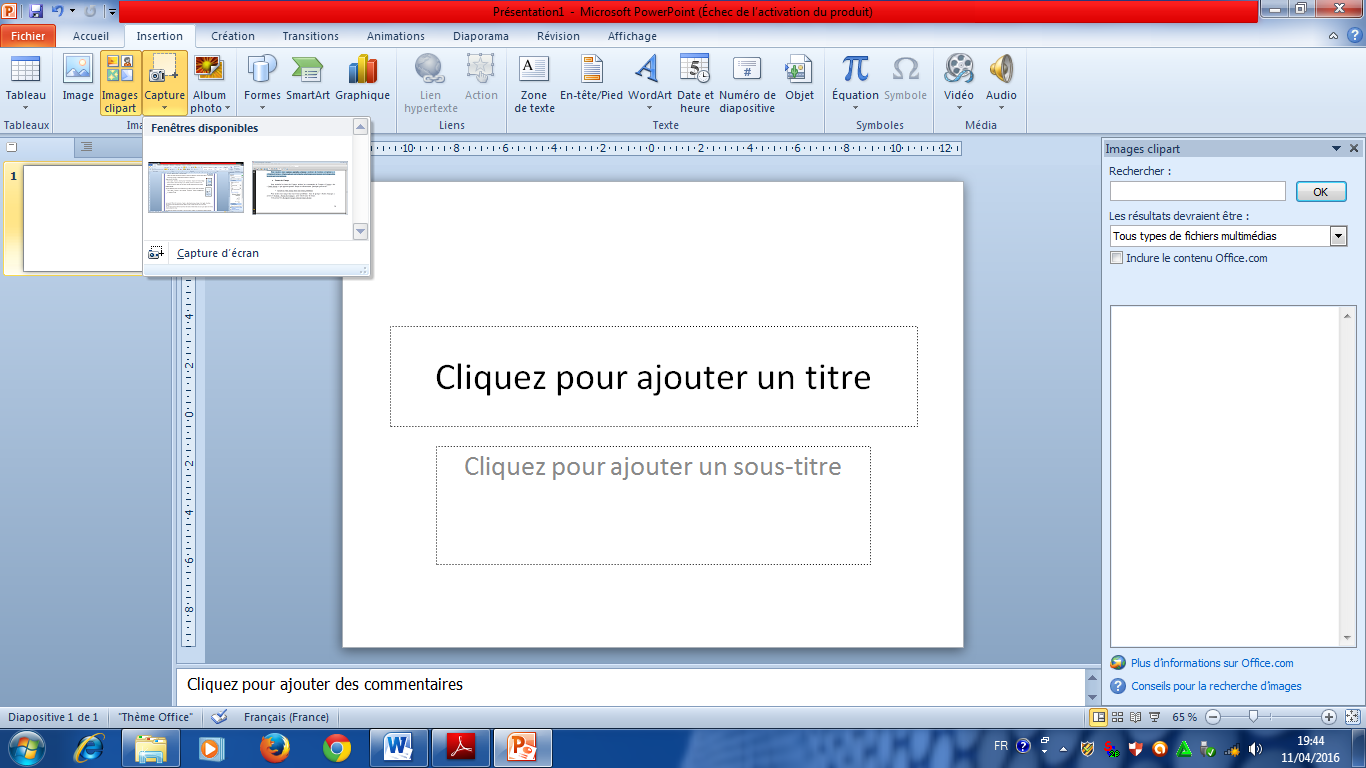 Présentation1 - Microsoft PowerPoint (Échec de l'activation du produit)
Fichier Accueil Insertion Création Transitions Animations Diaporama Révision Affichage
Tableau Image Images clipart Capture Album photo Formes SmartArt Graphique Lien hypertexte Action Zone de texte En-tête/Pied WordArt Date et heure Numéro de diapositive Objet Équation Symbole Vidéo Audio
Tableaux Liens Texte Symboles Média
Fenêtres disponibles
Capture d'écran
1
Cliquez pour ajouter un titre
Cliquez pour ajouter un sous-titre
Cliquez pour ajouter des commentaires
Images clipart
Rechercher :
OK
Les résultats devraient être :
Tous types de fichiers multimédias
Inclure le contenu Office.com
Plus d'informations sur Office.com
Conseils pour la recherche d'images
Diapositive 1 de 1 "Thème Office" Français (France) 65 %
FR 19:44
11/04/2016